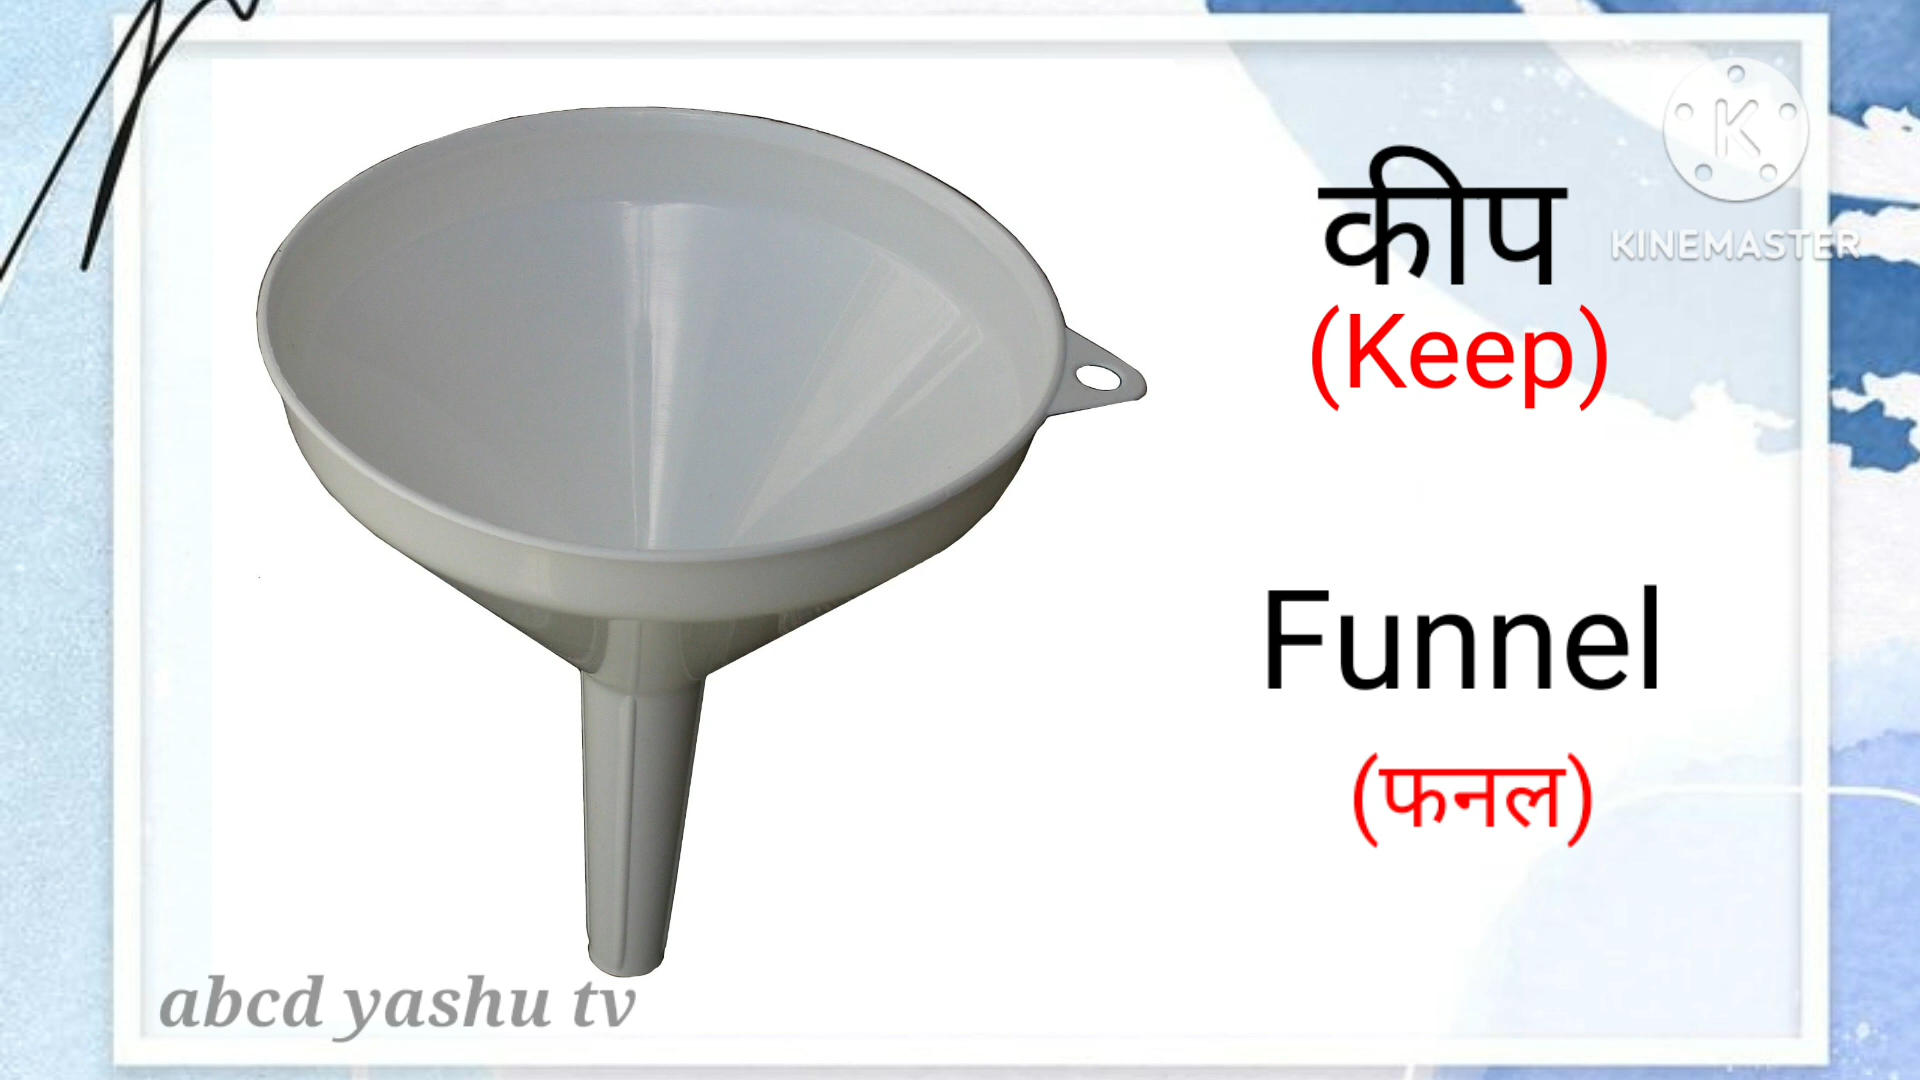 कीप
(Keep)
KINEMASTER
Funnel
(फनल)
abcd yashu tv